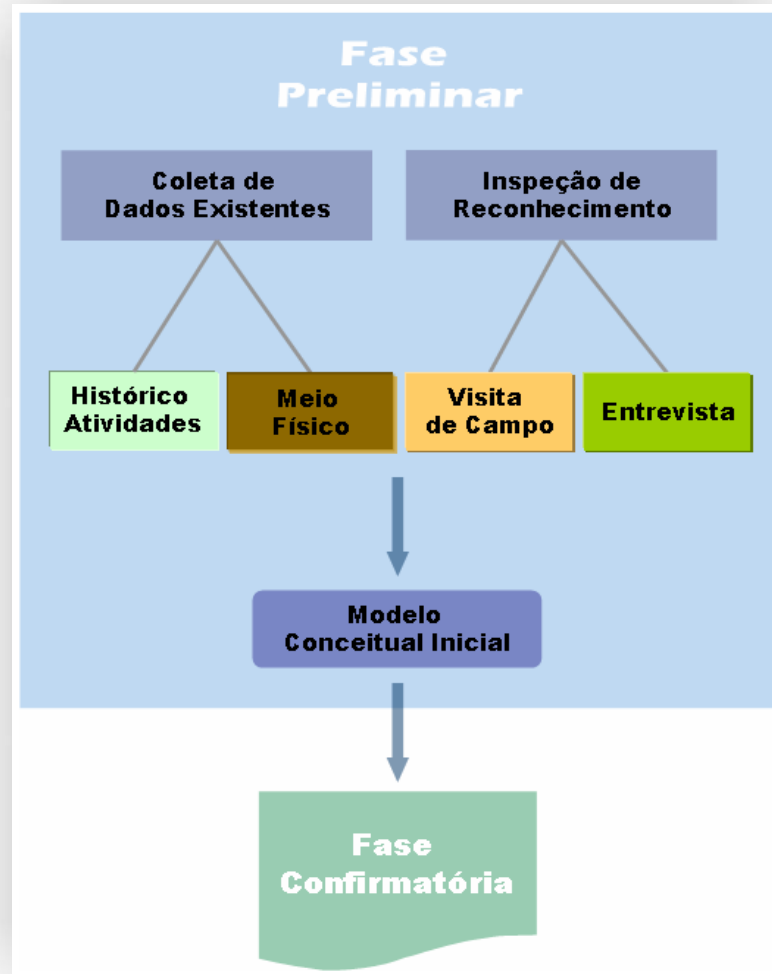 Fase
Preliminar
Coleta de
Dados Existentes
Inspeção de
Reconhecimento
Histórico
Atividades
Meio
Físico
Visita
de Campo
Entrevista
Modelo
Conceitual Inicial
Fase
Confirmatória